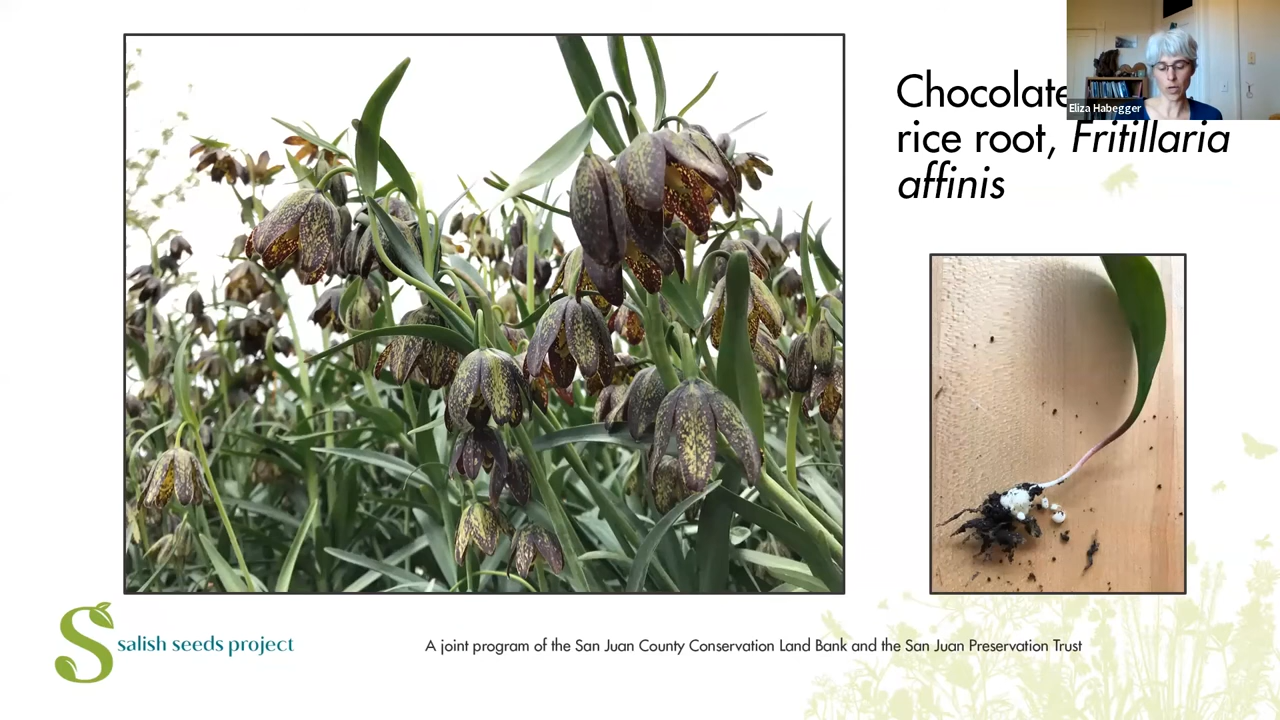 Chocolate
rice root, Fritillaria
affinis
Eliza Habegger
salish seeds project
A joint program of the San Juan County Conservation Land Bank and the San Juan Preservation Trust